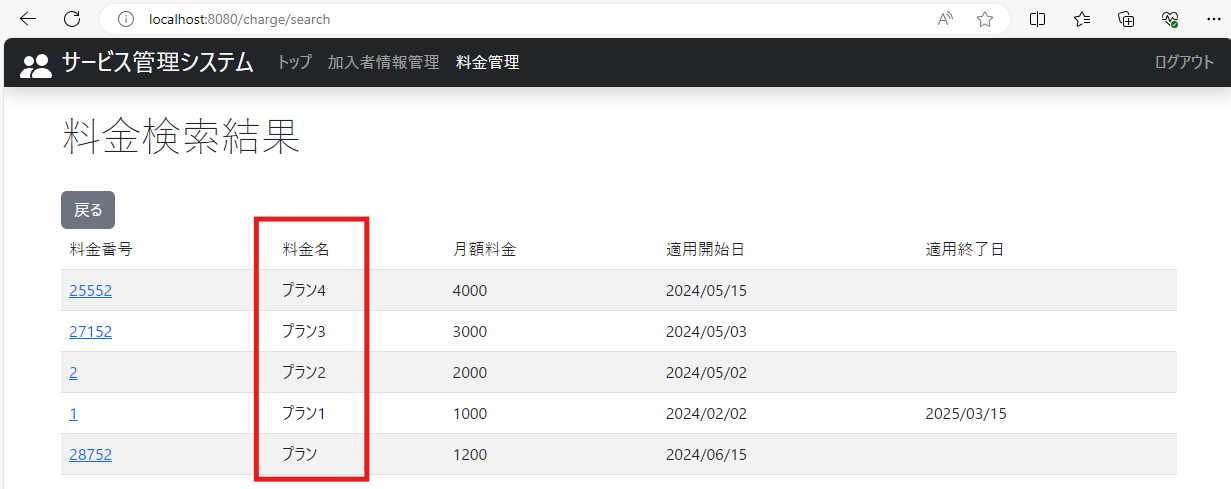 localhost:8080/charge/search
サービス管理システム トップ 加入者情報管理 料金管理 ログアウト
料金検索結果
戻る
料金番号 料金名 月額料金 適用開始日 適用終了日
25552 プラン4 4000 2024/05/15
27152 プラン3 3000 2024/05/03
2 プラン2 2000 2024/05/02
1 プラン1 1000 2024/02/02 2025/03/15
28752 プラン 1200 2024/06/15